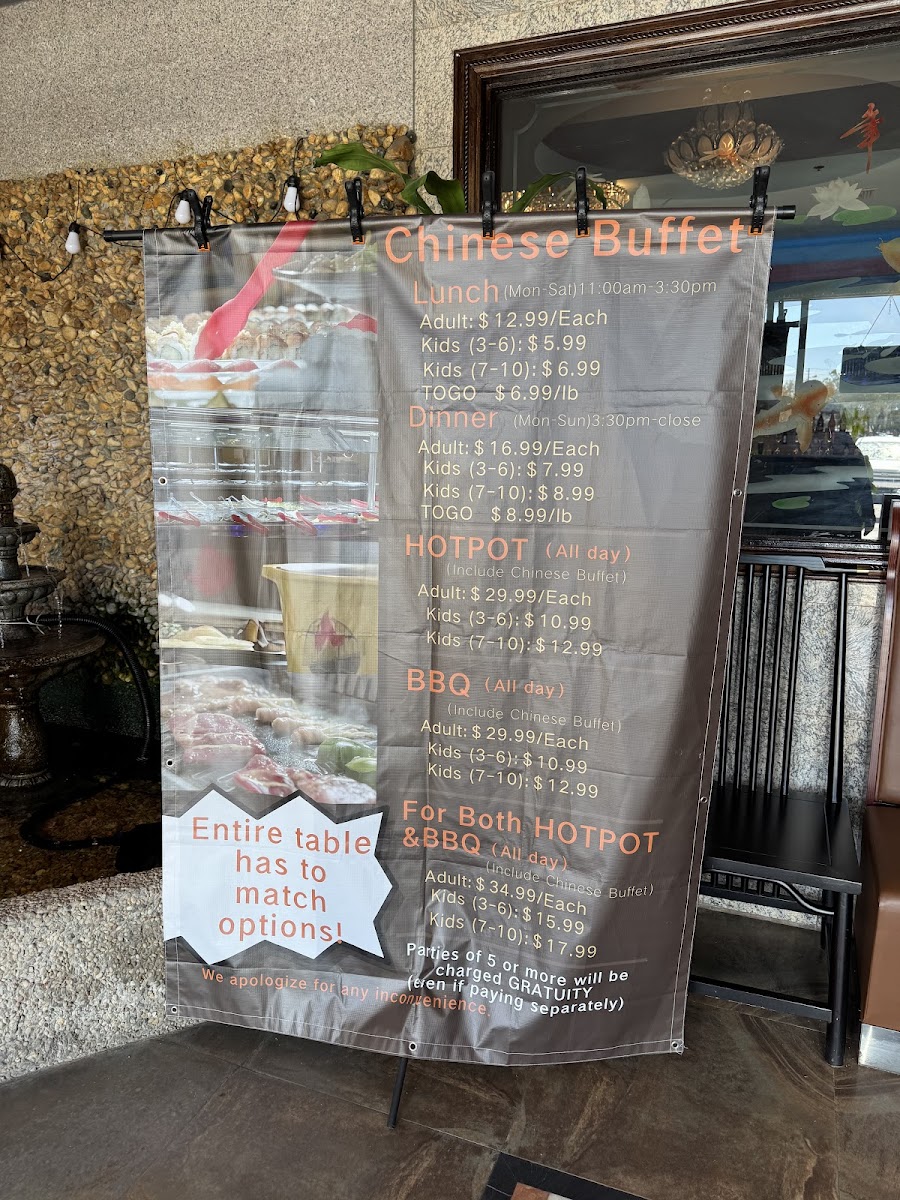 Chinese Buffet
Lunch (Mon-Sat)11:00am-3:30pm
Adult: $12.99/Each
Kids (3-6): $5.99
Kids (7-10): $6.99
TOGO $6.99/lb
Dinner (Mon-Sun)3:30pm-close
Adult: $16.99/Each
Kids (3-6): $7.99
Kids (7-10): $8.99
TOGO $8.99/lb
HOTPOT (All day)
(Include Chinese Buffet)
Adult: $29.99/Each
Kids (3-6): $10.99
Kids (7-10): $12.99
BBQ (All day)
(Include Chinese Buffet)
Adult: $29.99/Each
Kids (3-6): $10.99
Kids (7-10): $12.99
For Both HOTPOT
&BBQ (All day)
(Include Chinese Buffet)
Adult: $34.99/Each
Kids (3-6): $15.99
Kids (7-10): $17.99
Parties of 5 or more will be
charged GRATUITY
(even if paying separately)
Entire table
has to
match
options!
We apologize for any inconvenience.